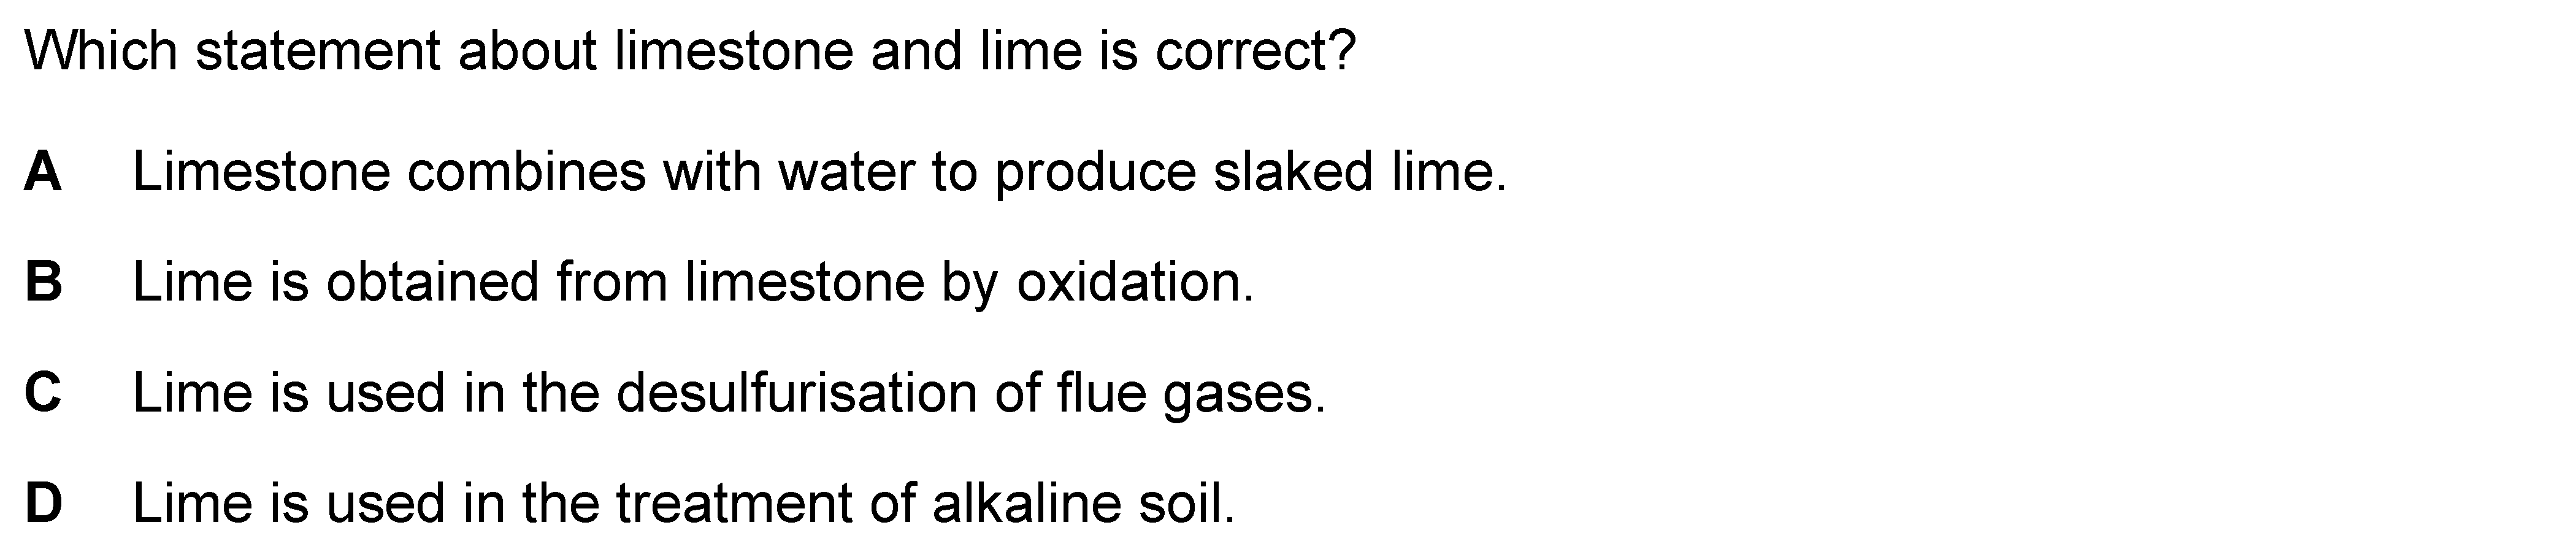 Which statement about limestone and lime is correct?
A Limestone combines with water to produce slaked lime.
B Lime is obtained from limestone by oxidation.
C Lime is used in the desulfurisation of flue gases.
D Lime is used in the treatment of alkaline soil.